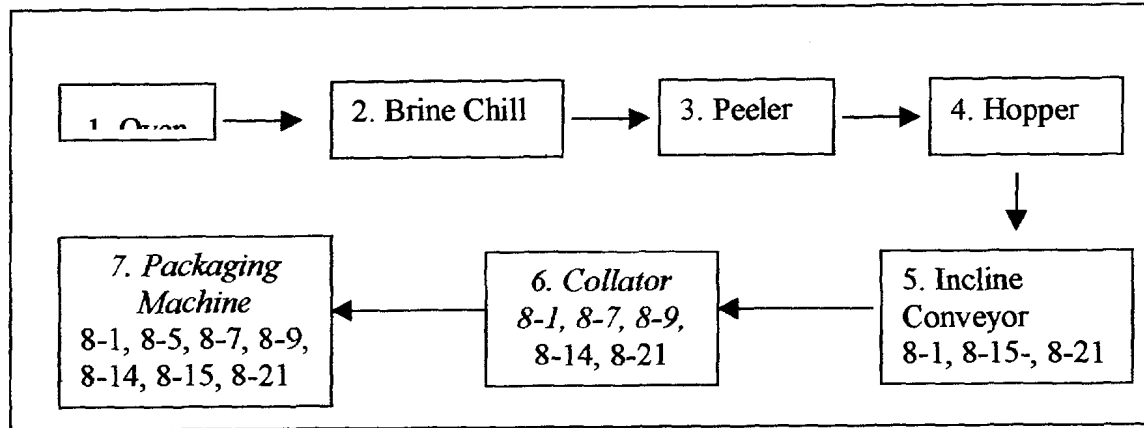 1. Oven
2. Brine Chill
3. Peeler
4. Hopper
5. Incline
Conveyor
8-1, 8-15-, 8-21
6. Collator
8-1, 8-7, 8-9,
8-14, 8-21
7. Packaging
Machine
8-1, 8-5, 8-7, 8-9,
8-14, 8-15, 8-21